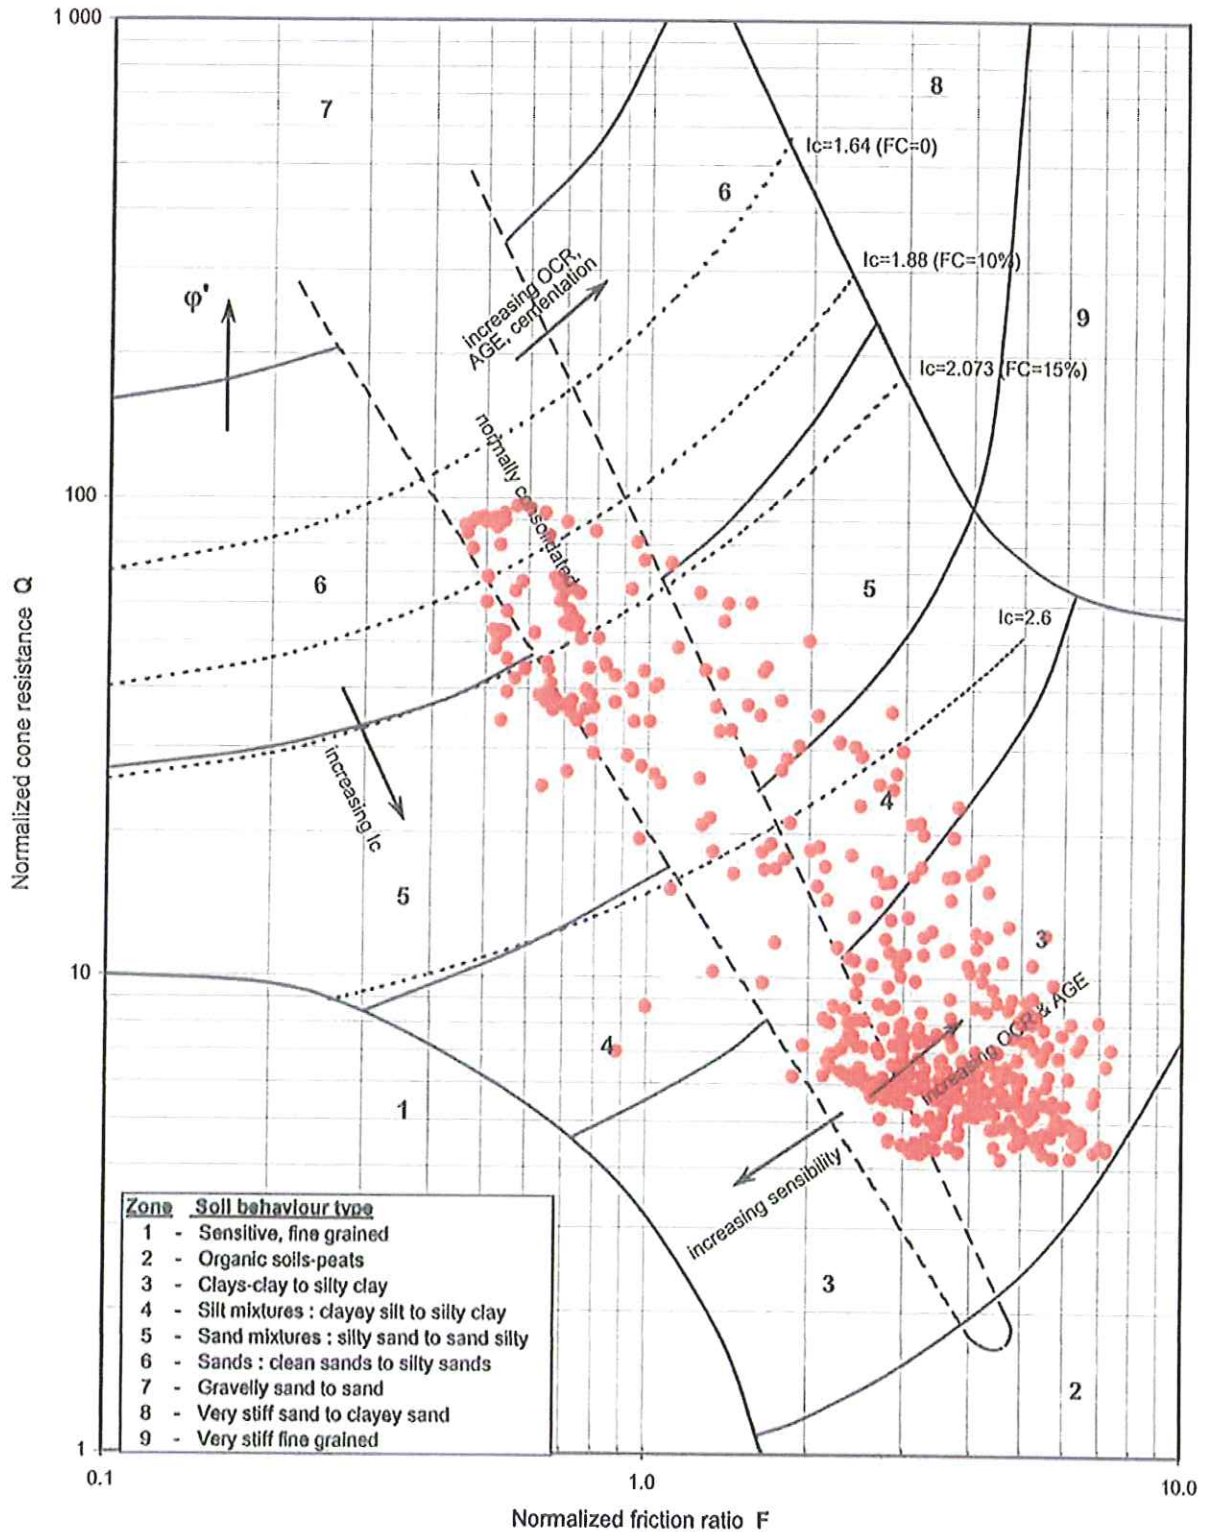 1 000
7
8
Ic=1.64 (FC=0)
6
Ic=1.88 (FC=10%)
increasing OCR,
AGE, cementation
φ'
9
Ic=2.073 (FC=15%)
normally consolidated
100
6
5
Ic=2.6
Normalized cone resistance Q
increasing Ic
4
5
3
10
increasing OCR & AGE
4
1
increasing sensibility
3
2
Zone Soil behaviour type
1 - Sensitive, fine grained
2 - Organic soils-peats
3 - Clays-clay to silty clay
4 - Silt mixtures : clayey silt to silly clay
5 - Sand mixtures : silly sand to sand silty
6 - Sands : clean sands to silty sands
7 - Gravelly sand to sand
8 - Very stiff sand to clayey sand
9 - Very stiff fine grained
1
0.1
1.0
10.0
Normalized friction ratio F